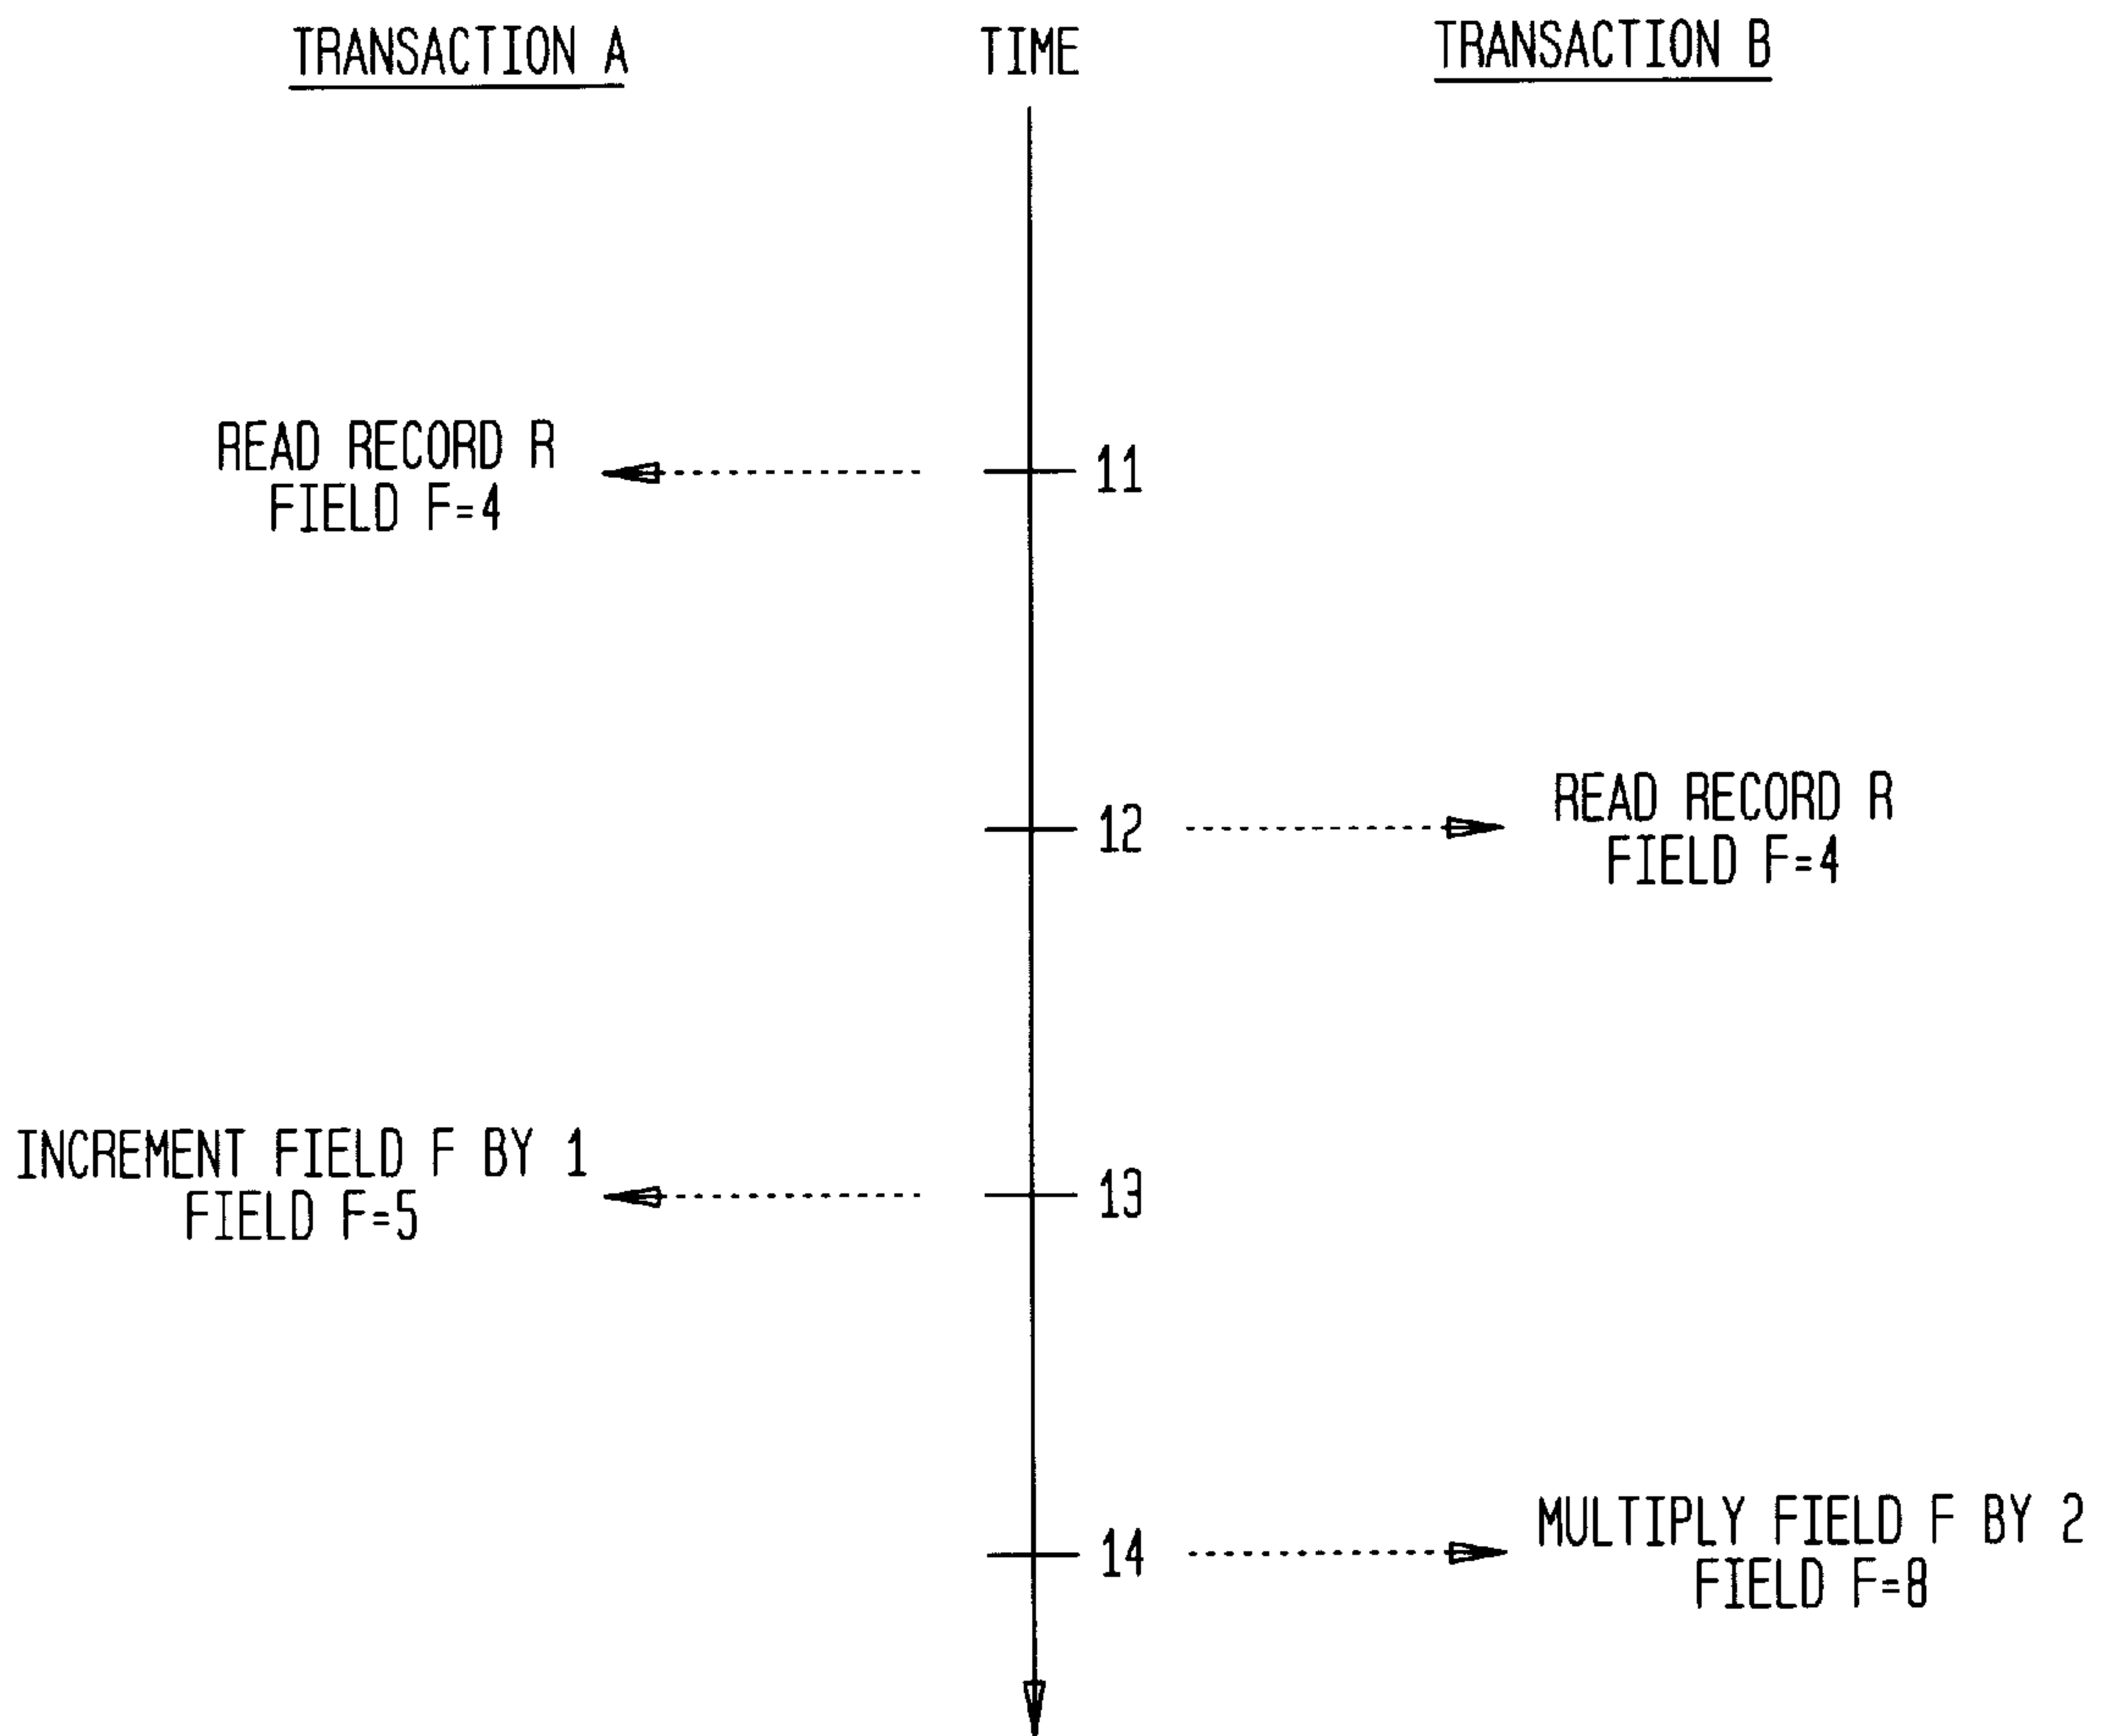 TRANSACTION A
TIME
TRANSACTION B
READ RECORD R
FIELD F=4
11
12
READ RECORD R
FIELD F=4
INCREMENT FIELD F BY 1
FIELD F=5
13
14
MULTIPLY FIELD F BY 2
FIELD F=8